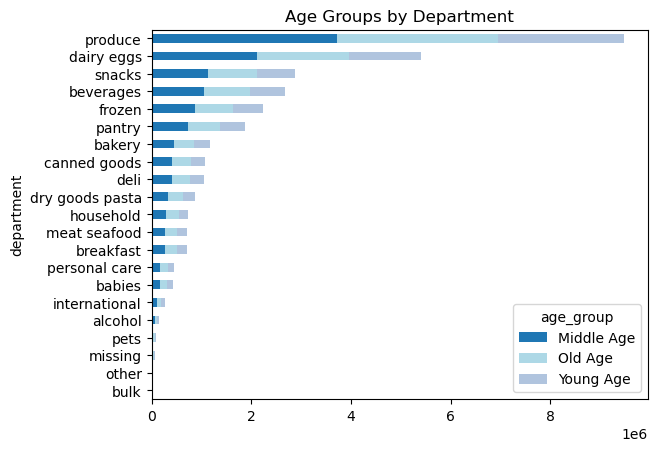 Age Groups by Department
produce
dairy eggs
snacks
beverages
frozen
pantry
bakery
canned goods
deli
dry goods pasta
household
meat seafood
breakfast
personal care
babies
international
alcohol
pets
missing
other
bulk
department
0 2 4 6 8
1e6
age_group
Middle Age
Old Age
Young Age